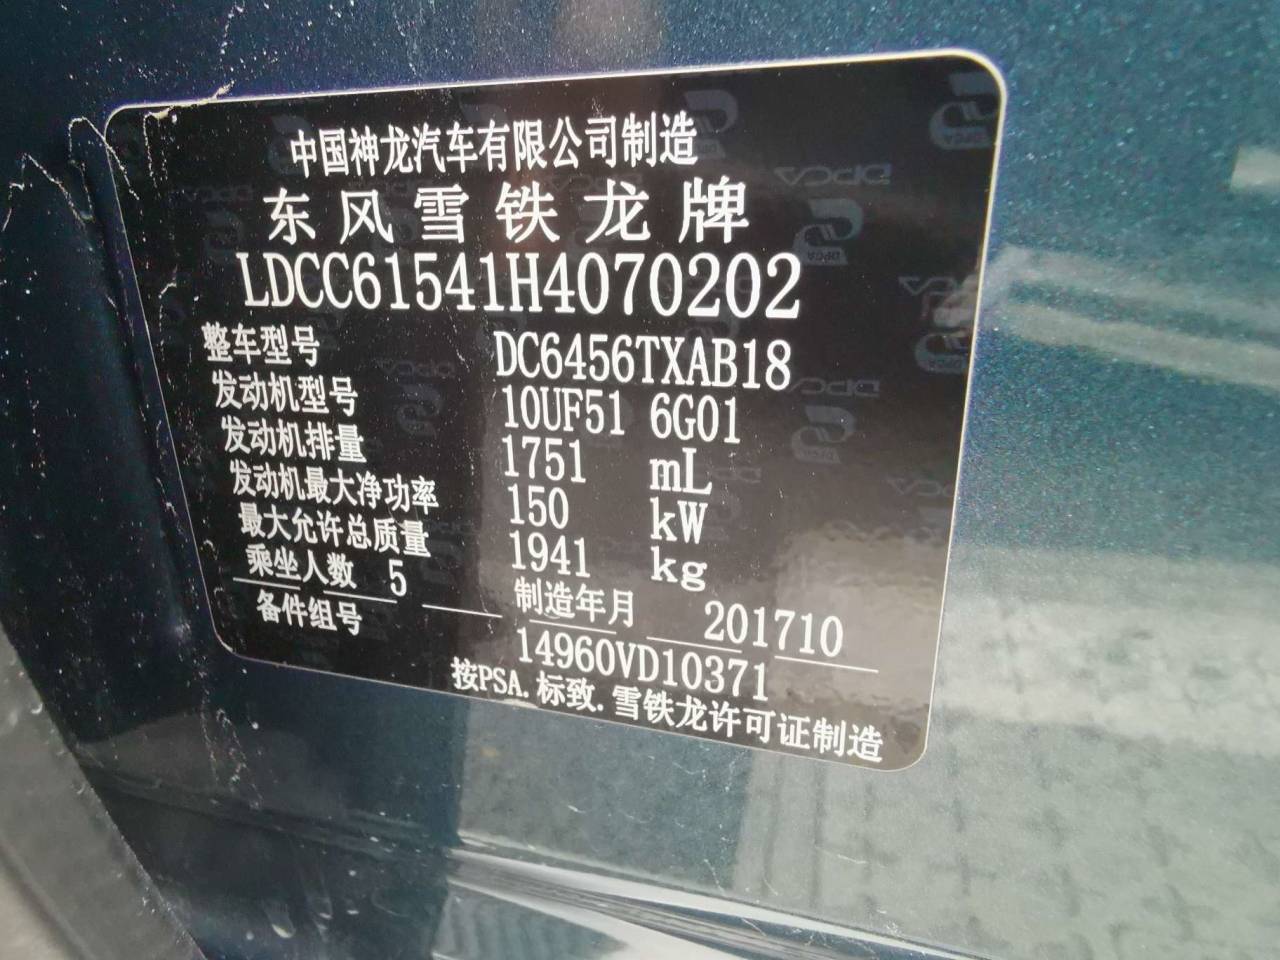 中国神龙汽车有限公司制造
东风雪铁龙牌
LDCC61541H4070202
整车型号 DC6456TXAB18
发动机型号 10UF51 6G01
发动机排量 1751 mL
发动机最大净功率 150 kW
最大允许总质量 1941 kg
乘坐人数 5 制造年月 201710
备件组号 14960VD10371
按PSA.标致.雪铁龙许可证制造